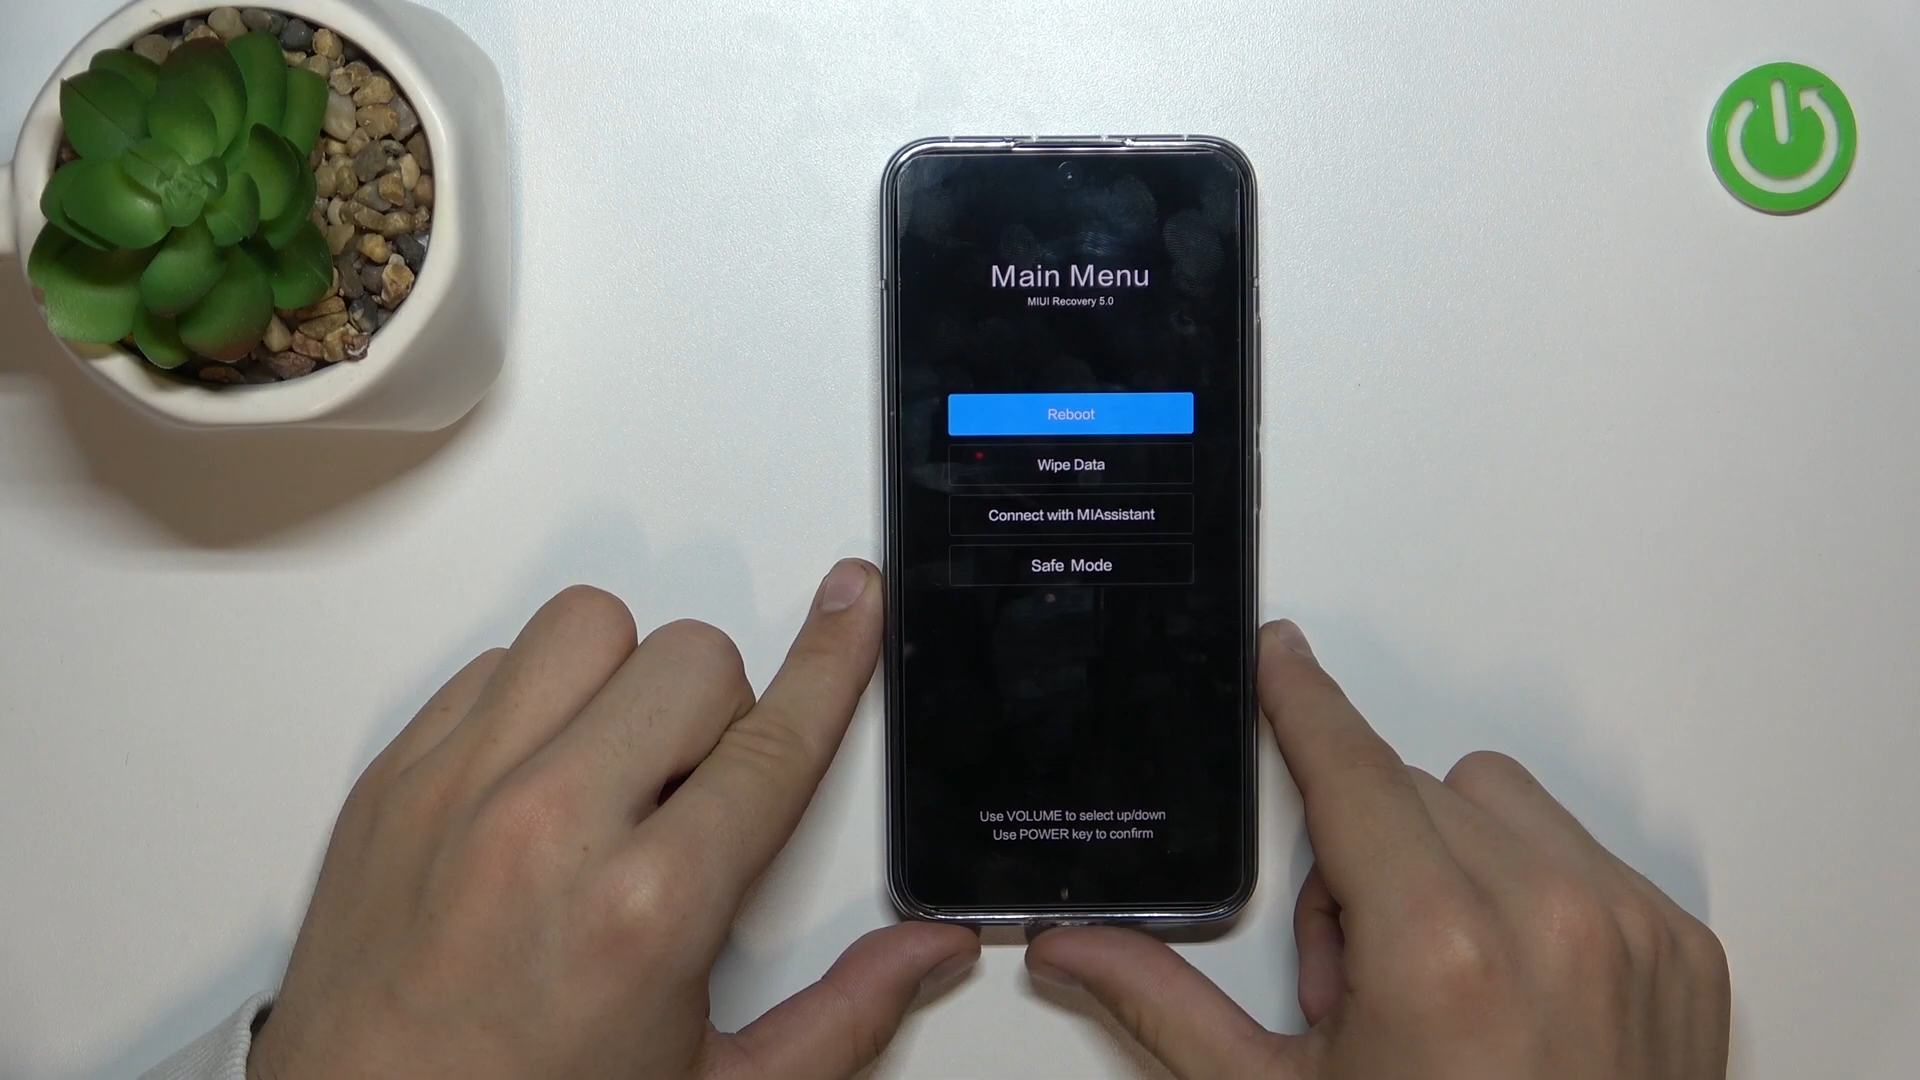 Main Menu
MIUI Recovery 5.0
Reboot
Wipe Data
Connect with MIAssistant
Safe Mode
Use VOLUME to select up/down
Use POWER key to confirm